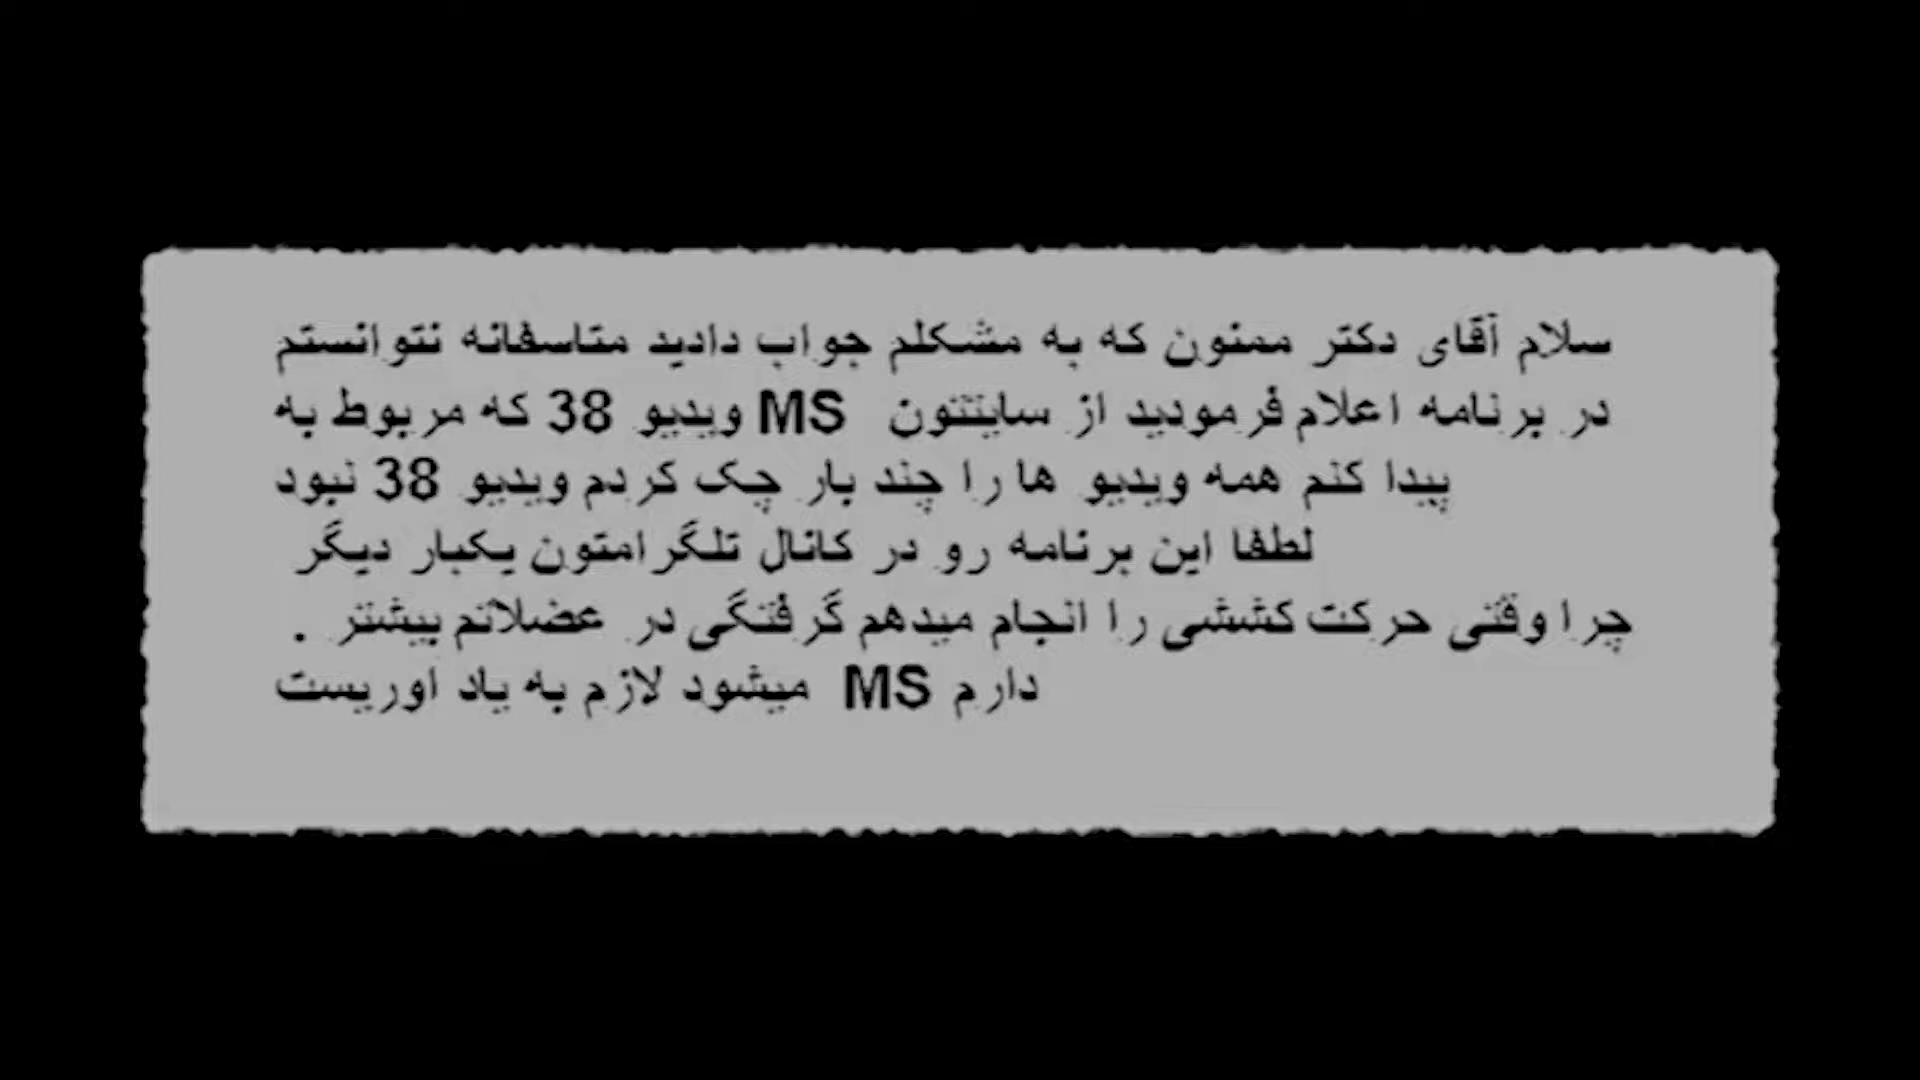 سلام آقای دکتر ممنون که به مشکلم جواب دادید متاسفانه نتوانستم
در برنامه اعلام فرمودید از سایتتون MS ویدیو 38 که مربوط به
پیدا کنم همه ویدیو ها را چند بار چک کردم ویدیو 38 نبود
لطفا این برنامه رو در کانال تلگرامتون یکبار دیگر
چرا وقتی حرکت کششی را انجام میدهم گرفتگی در عضلاتم بیشتر .
دارم MS میشود لازم به یاد اوریست